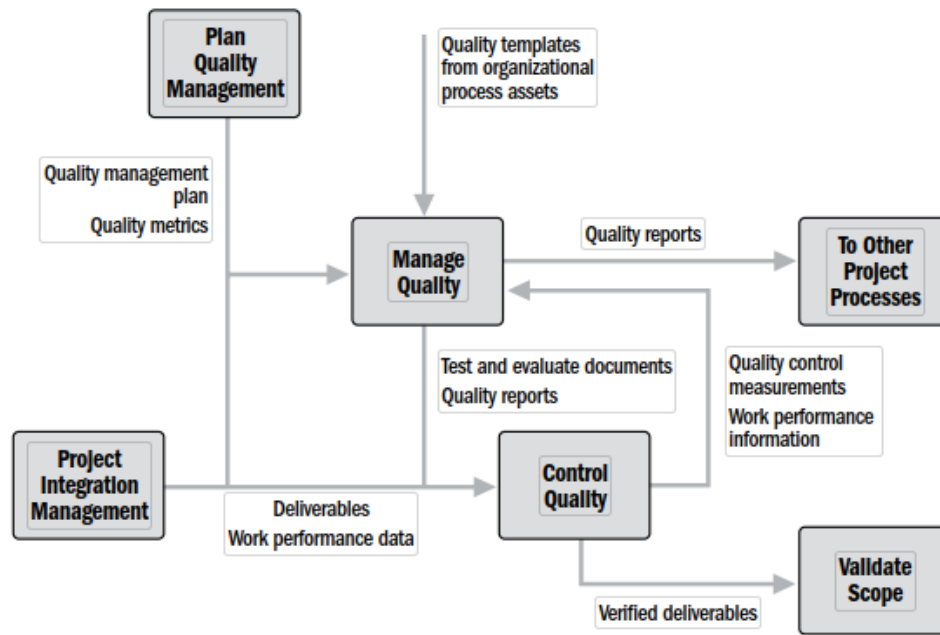 Plan
Quality
Management
Quality templates
from organizational
process assets
Quality management
plan
Quality metrics
Manage
Quality
Quality reports
To Other
Project
Processes
Test and evaluate documents
Quality reports
Quality control
measurements
Work performance
information
Project
Integration
Management
Deliverables
Work performance data
Control
Quality
Verified deliverables
Validate
Scope